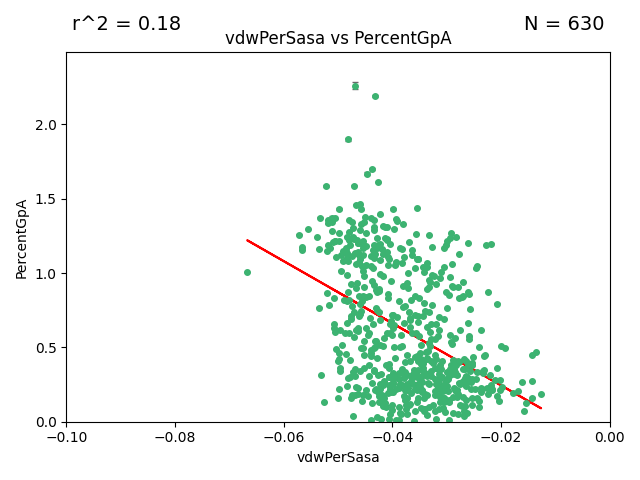 r^2 = 0.18
N = 630
vdwPerSasa vs PercentGpA
PercentGpA
2.0
1.5
1.0
0.5
0.0
−0.10
−0.08
−0.06
−0.04
−0.02
0.00
vdwPerSasa